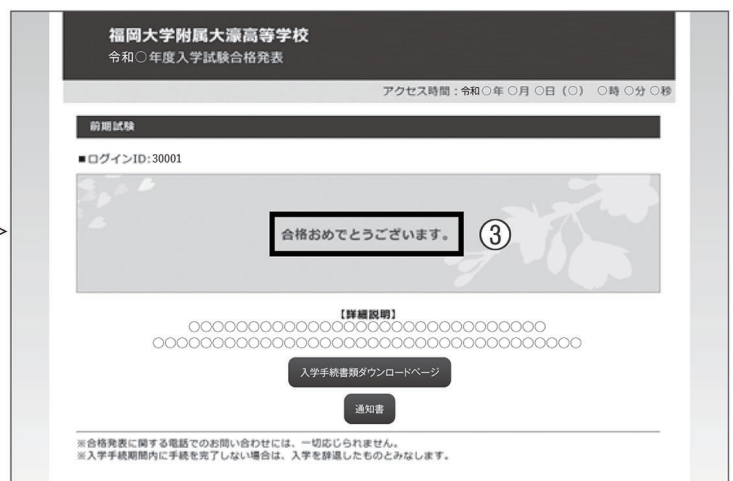 福岡大学附属大濠高等学校
令和○年度入学試験合格発表
アクセス時間：令和○年○月○日（○） ○時○分○秒
前期試験
■ログインID:30001
合格おめでとうございます。 ③
【詳細説明】
○○○○○○○○○○○○○○○○○○○○○○○○○○○○○○
○○○○○○○○○○○○○○○○○○○○○○○○○○○○○○○○○○○○
入学手続書類ダウンロードページ
通知書
※合格発表に関する電話でのお問い合わせには、一切応じられません。
※入学手続期間内に手続を完了しない場合は、入学を辞退したものとみなします。